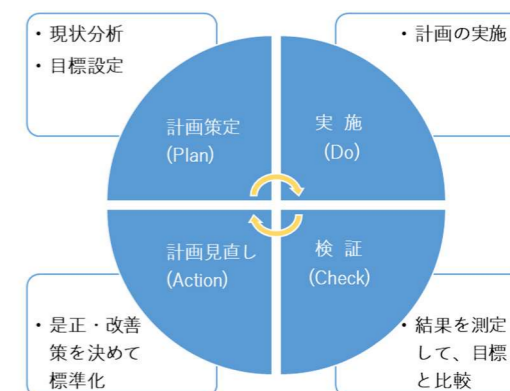 ・現状分析
・目標設定
・計画の実施
計画策定
(Plan)
実 施
(Do)
計画見直し
(Action)
検 証
(Check)
・是正・改善
策を決めて
標準化
・結果を測定
して、目標
と比較